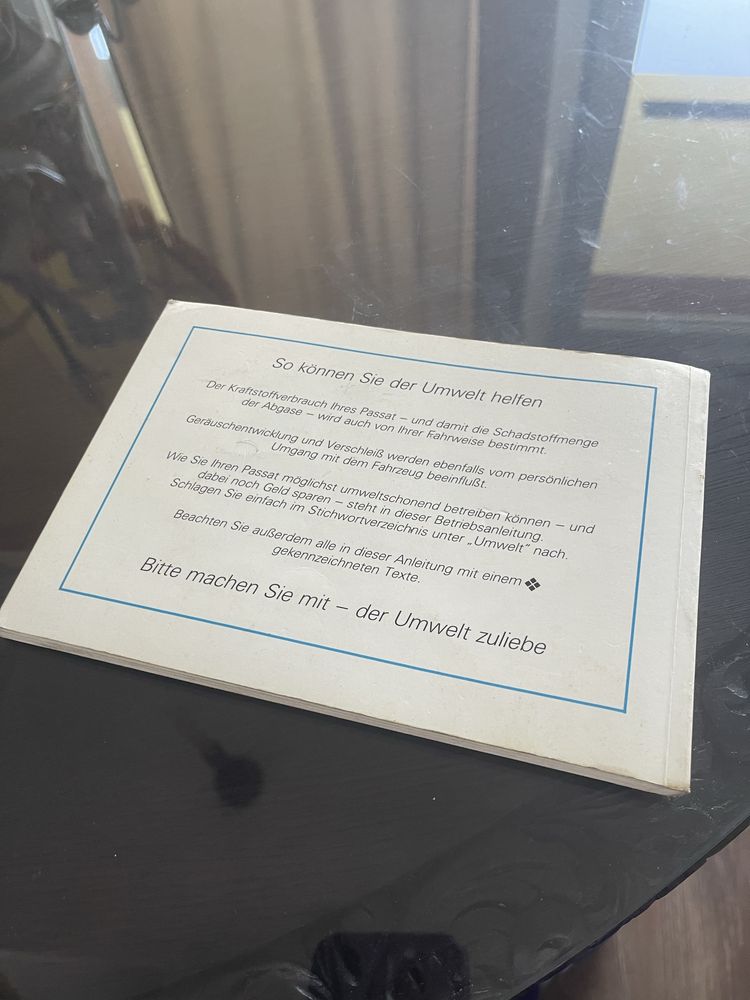 So können Sie der Umwelt helfen
Der Kraftstoffverbrauch Ihres Passat – und damit die Schadstoffmenge
der Abgase – wird auch von Ihrer Fahrweise bestimmt.
Geräuschentwicklung und Verschleiß werden ebenfalls vom persönlichen
Umgang mit dem Fahrzeug beeinflußt.
Wie Sie Ihren Passat möglichst umweltschonend betreiben können – und
dabei noch Geld sparen – steht in dieser Betriebsanleitung.
Schlagen Sie einfach im Stichwortverzeichnis unter „Umwelt“ nach.
Beachten Sie außerdem alle in dieser Anleitung mit einem ❖
gekennzeichneten Texte.
Bitte machen Sie mit – der Umwelt zuliebe